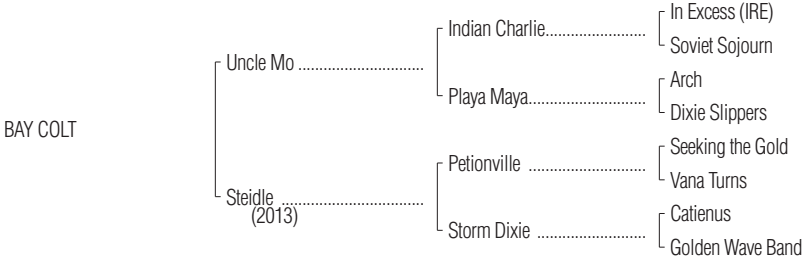 In Excess (IRE)
Indian Charlie..........................
Soviet Sojourn
Uncle Mo ................................
Arch
Playa Maya..............................
Dixie Slippers
BAY COLT
Seeking the Gold
Petionville ..........................
Vana Turns
Steidle ....................................
(2013)
Catienus
Storm Dixie ........................
Golden Wave Band